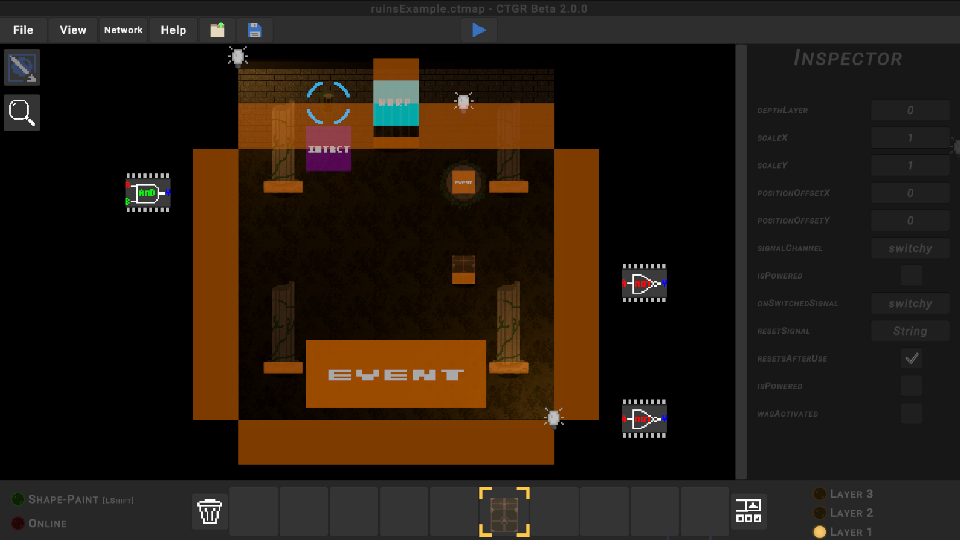 ruinsExample.ctmap - CTGR Beta 2.0.0
File View Network Help
Inspector
depthLayer 0
scaleX 1
scaleY 1
positionOffsetX 0
positionOffsetY 0
signalChannel switchy
isPowered
onSwitchedSignal switchy
resetSignal String
resetsAfterUse
isPowered
wasActivated
INTRCT
EVENT
AND
EVENT
Shape-Paint [LShift]
Online
Layer 3
Layer 2
Layer 1